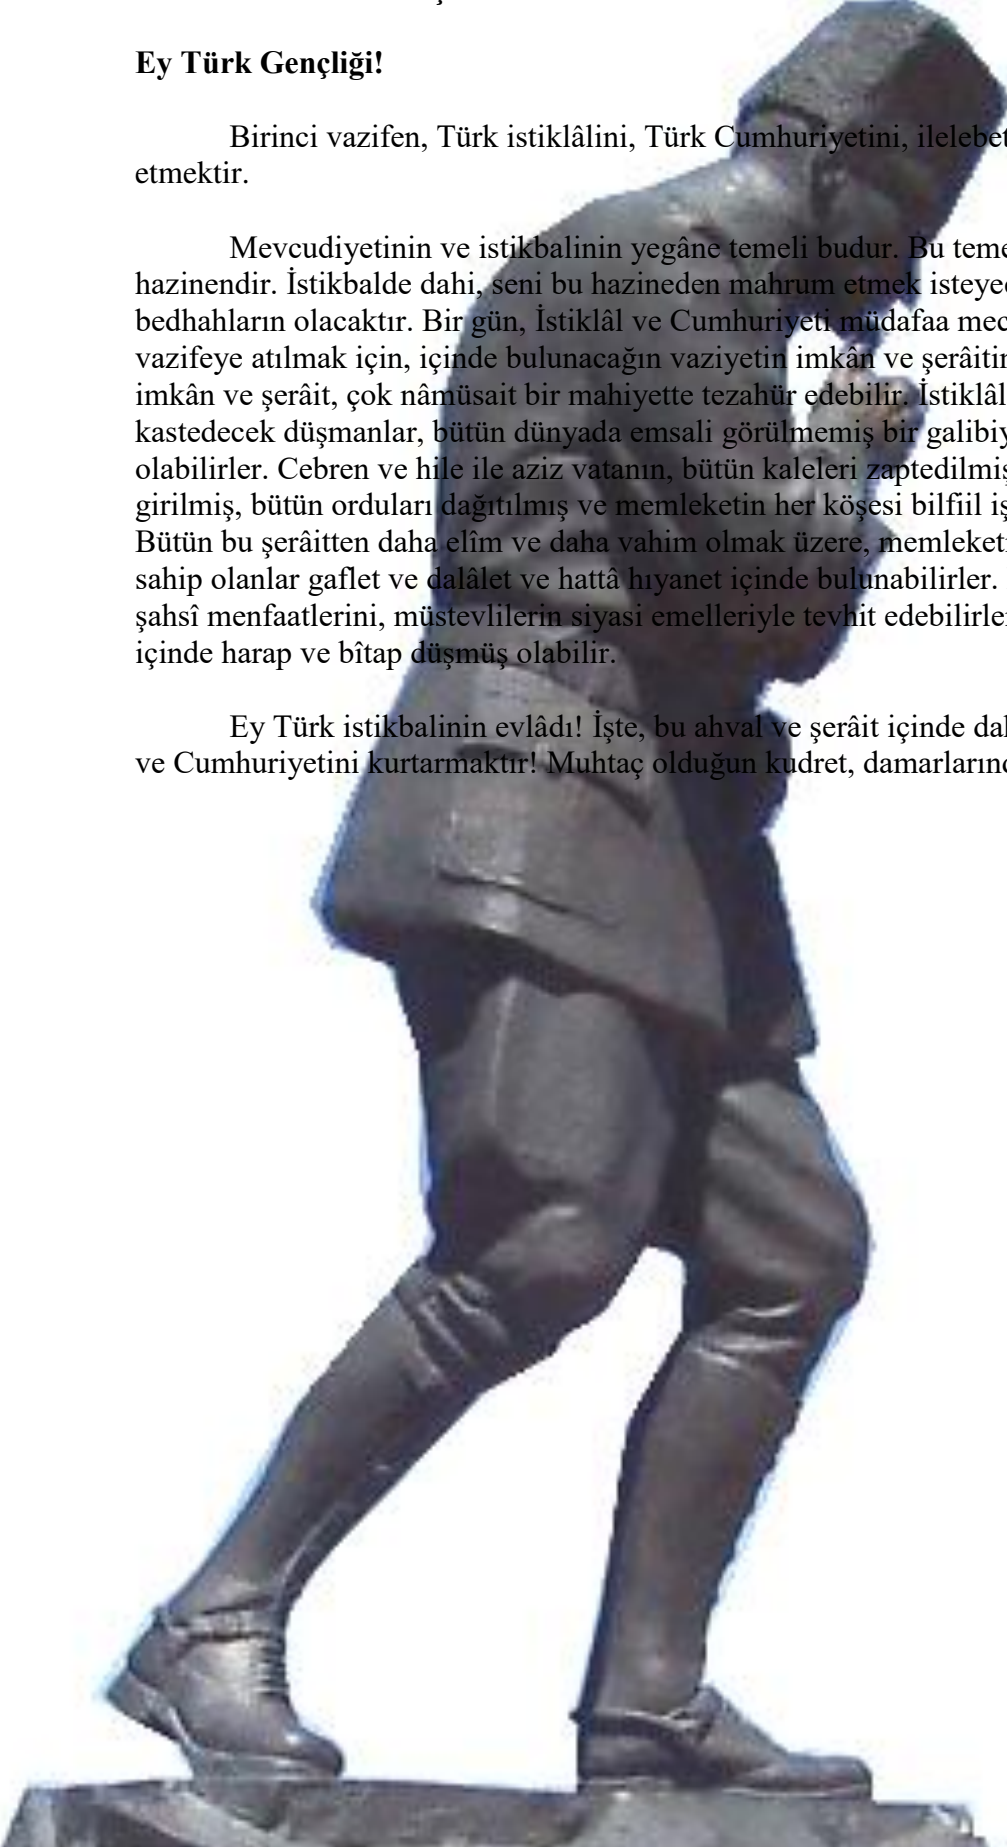 Ey Türk Gençliği!
Birinci vazifen, Türk istiklâlini, Türk Cumhuriyetini, ilelebet
etmektir.
Mevcudiyetinin ve istikbalinin yegâne temeli budur. Bu teme
hazinendir. İstikbalde dahi, seni bu hazineden mahrum etmek isteye
bedhahların olacaktır. Bir gün, İstiklâl ve Cumhuriyeti müdafaa mec
vazifeye atılmak için, içinde bulunacağın vaziyetin imkân ve şerâitin
imkân ve şerâit, çok nâmüsait bir mahiyette tezahür edebilir. İstiklâl
kastedecek düşmanlar, bütün dünyada emsali görülmemiş bir galibiy
olabilirler. Cebren ve hile ile aziz vatanın, bütün kaleleri zaptedilmiş
girilmiş, bütün orduları dağıtılmış ve memleketin her köşesi bilfiil iş
Bütün bu şerâitten daha elîm ve daha vahim olmak üzere, memleketi
sahip olanlar gaflet ve dalâlet ve hattâ hıyanet içinde bulunabilirler.
şahsî menfaatlerini, müstevlilerin siyasi emelleriyle tevhit edebilirler
içinde harap ve bîtap düşmüş olabilir.
Ey Türk istikbalinin evlâdı! İşte, bu ahval ve şerâit içinde dah
ve Cumhuriyetini kurtarmaktır! Muhtaç olduğun kudret, damarlarınd